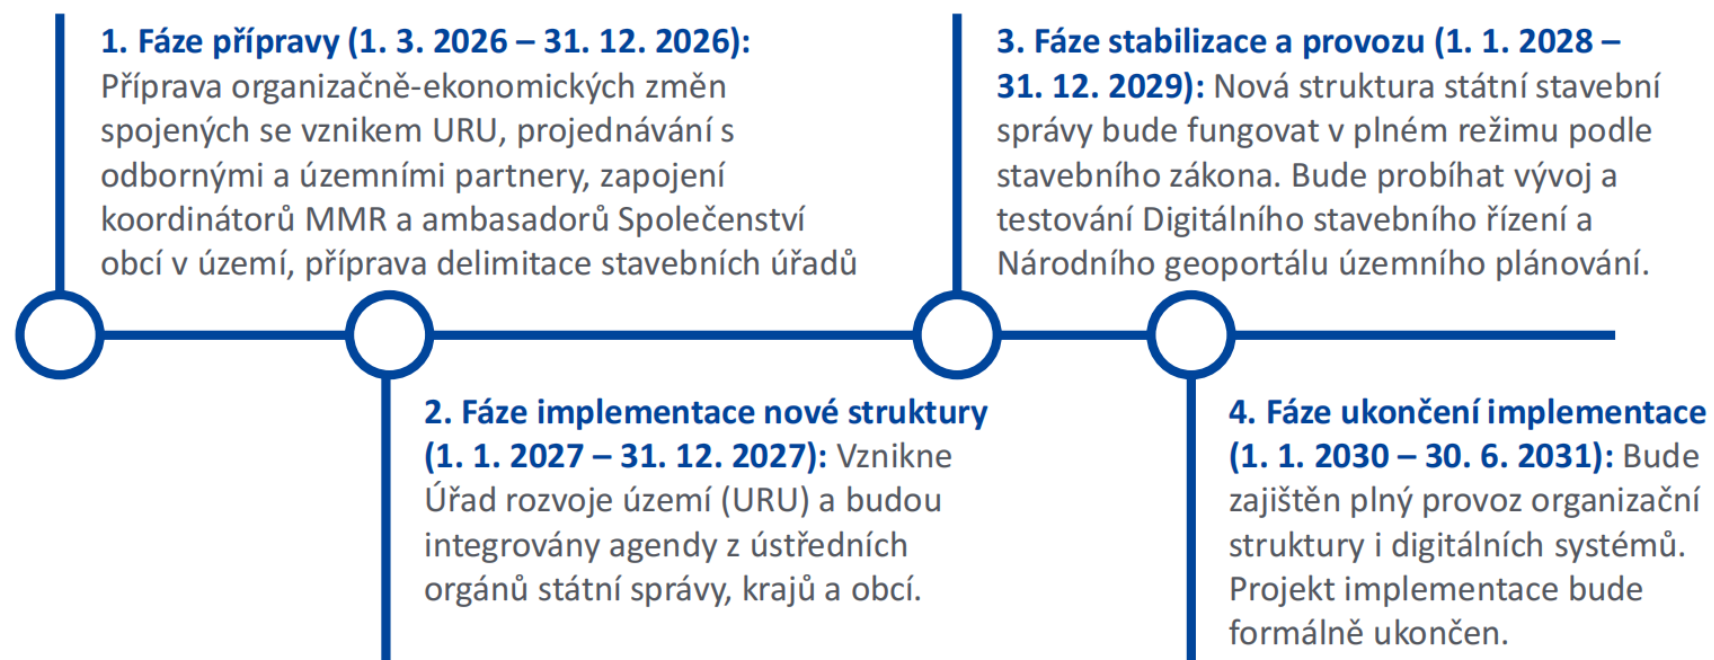 1. Fáze přípravy (1. 3. 2026 – 31. 12. 2026):
Příprava organizačně-ekonomických změn
spojených se vznikem URU, projednávání s
odbornými a územními partnery, zapojení
koordinátorů MMR a ambasadorů Společenství
obcí v území, příprava delimitace stavebních úřadů
2. Fáze implementace nové struktury
(1. 1. 2027 – 31. 12. 2027): Vznikne
Úřad rozvoje území (URU) a budou
integrovány agendy z ústředních
orgánů státní správy, krajů a obcí.
3. Fáze stabilizace a provozu (1. 1. 2028 –
31. 12. 2029): Nová struktura státní stavební
správy bude fungovat v plném režimu podle
stavebního zákona. Bude probíhat vývoj a
testování Digitálního stavebního řízení a
Národního geoportálu územního plánování.
4. Fáze ukončení implementace
(1. 1. 2030 – 30. 6. 2031): Bude
zajištěn plný provoz organizační
struktury i digitálních systémů.
Projekt implementace bude
formálně ukončen.